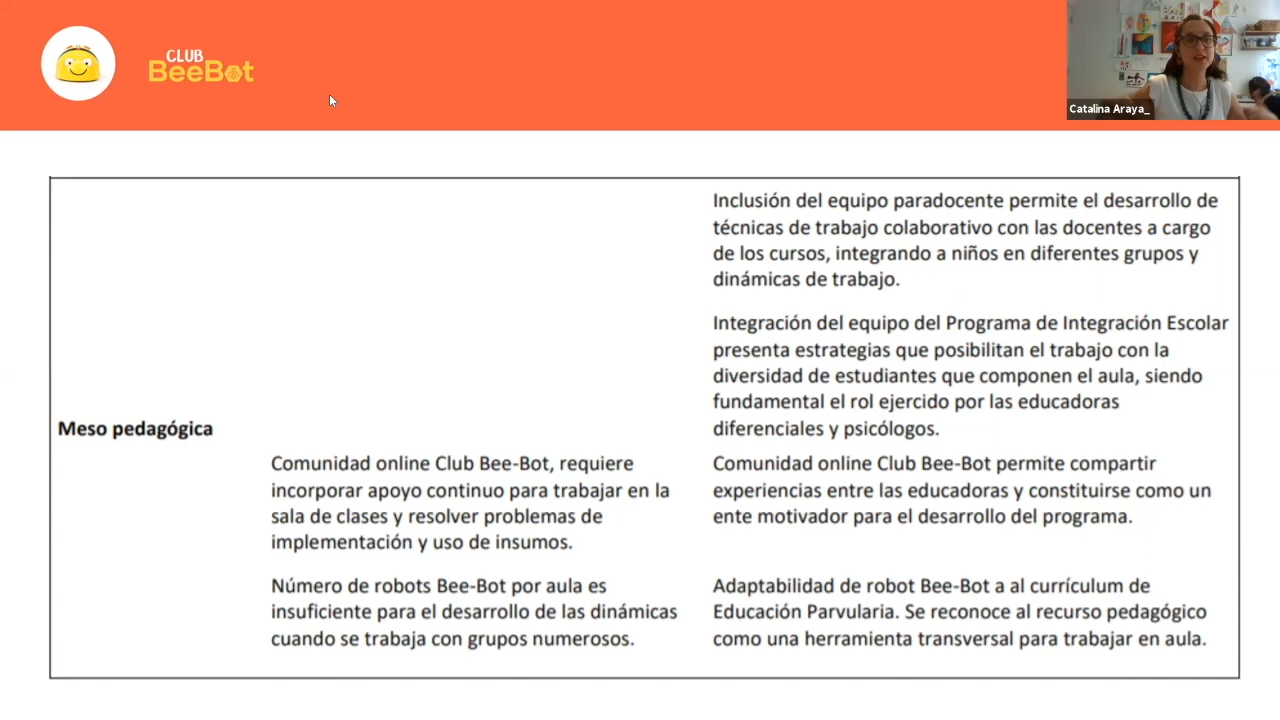 CLUB
BeeBot
Catalina Araya_
Inclusión del equipo paradocente permite el desarrollo de
técnicas de trabajo colaborativo con las docentes a cargo
de los cursos, integrando a niños en diferentes grupos y
dinámicas de trabajo.
Integración del equipo del Programa de Integración Escolar
presenta estrategias que posibilitan el trabajo con la
diversidad de estudiantes que componen el aula, siendo
fundamental el rol ejercido por las educadoras
diferenciales y psicólogos.
Meso pedagógica
Comunidad online Club Bee-Bot, requiere
incorporar apoyo continuo para trabajar en la
sala de clases y resolver problemas de
implementación y uso de insumos.
Comunidad online Club Bee-Bot permite compartir
experiencias entre las educadoras y constituirse como un
ente motivador para el desarrollo del programa.
Número de robots Bee-Bot por aula es
insuficiente para el desarrollo de las dinámicas
cuando se trabaja con grupos numerosos.
Adaptabilidad de robot Bee-Bot a al currículum de
Educación Parvularia. Se reconoce al recurso pedagógico
como una herramienta transversal para trabajar en aula.